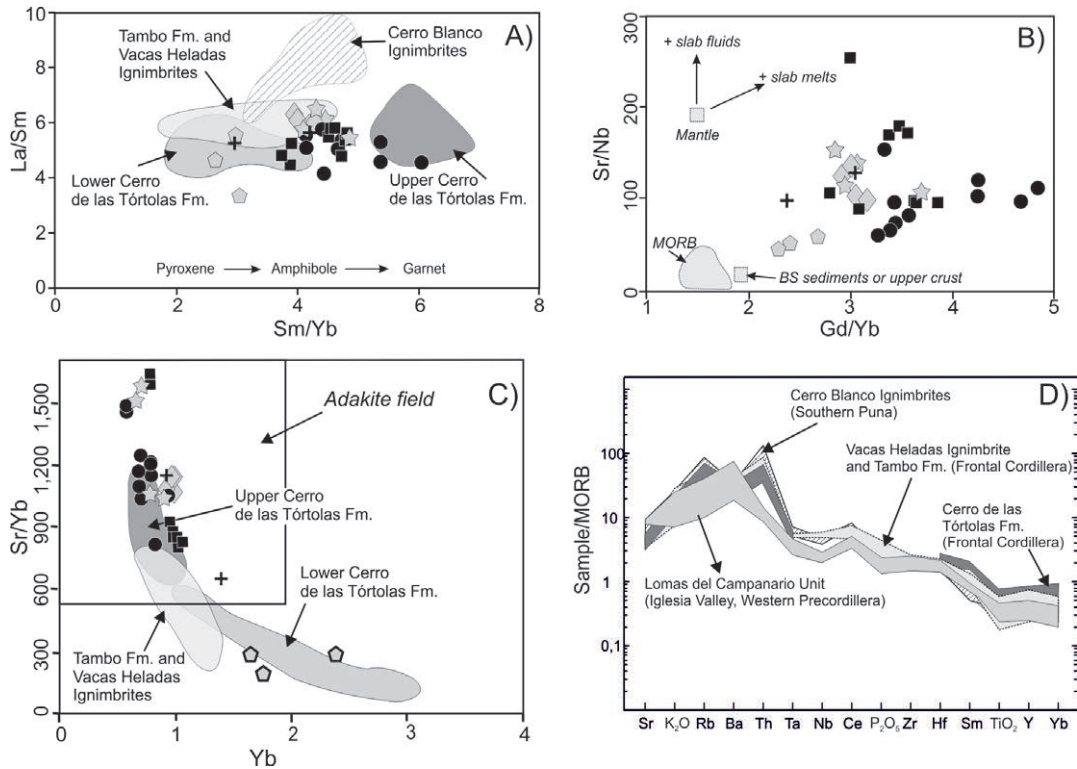 A)
Tambo Fm. and
Vacas Heladas
Ignimbrites
Cerro Blanco
Ignimbrites
Lower Cerro
de las Tórtolas Fm.
Upper Cerro
de las Tórtolas Fm.
Pyroxene
Amphibole
Garnet
La/Sm
10
8
6
4
2
0
0
2
4
6
8
Sm/Yb
B)
+ slab fluids
+ slab melts
Mantle
MORB
BS sediments or upper crust
Sr/Nb
300
200
100
0
1
2
3
4
5
Gd/Yb
C)
Adakite field
Upper Cerro
de las Tórtolas Fm.
Lower Cerro
de las Tórtolas Fm.
Tambo Fm. and
Vacas Heladas
Ignimbrites
Sr/Yb
1,500
1,200
900
600
300
0
0
1
2
3
4
Yb
D)
Cerro Blanco Ignimbrites
(Southern Puna)
Vacas Heladas Ignimbrite
and Tambo Fm. (Frontal Cordillera)
Cerro de las
Tórtolas Fm.
(Frontal Cordillera)
Lomas del Campanario Unit
(Iglesia Valley, Western Precordillera)
Sample/MORB
100
10
1
0,1
Sr K₂O Rb Ba Th Ta Nb Ce P₂O₅ Zr Hf Sm TiO₂ Y Yb